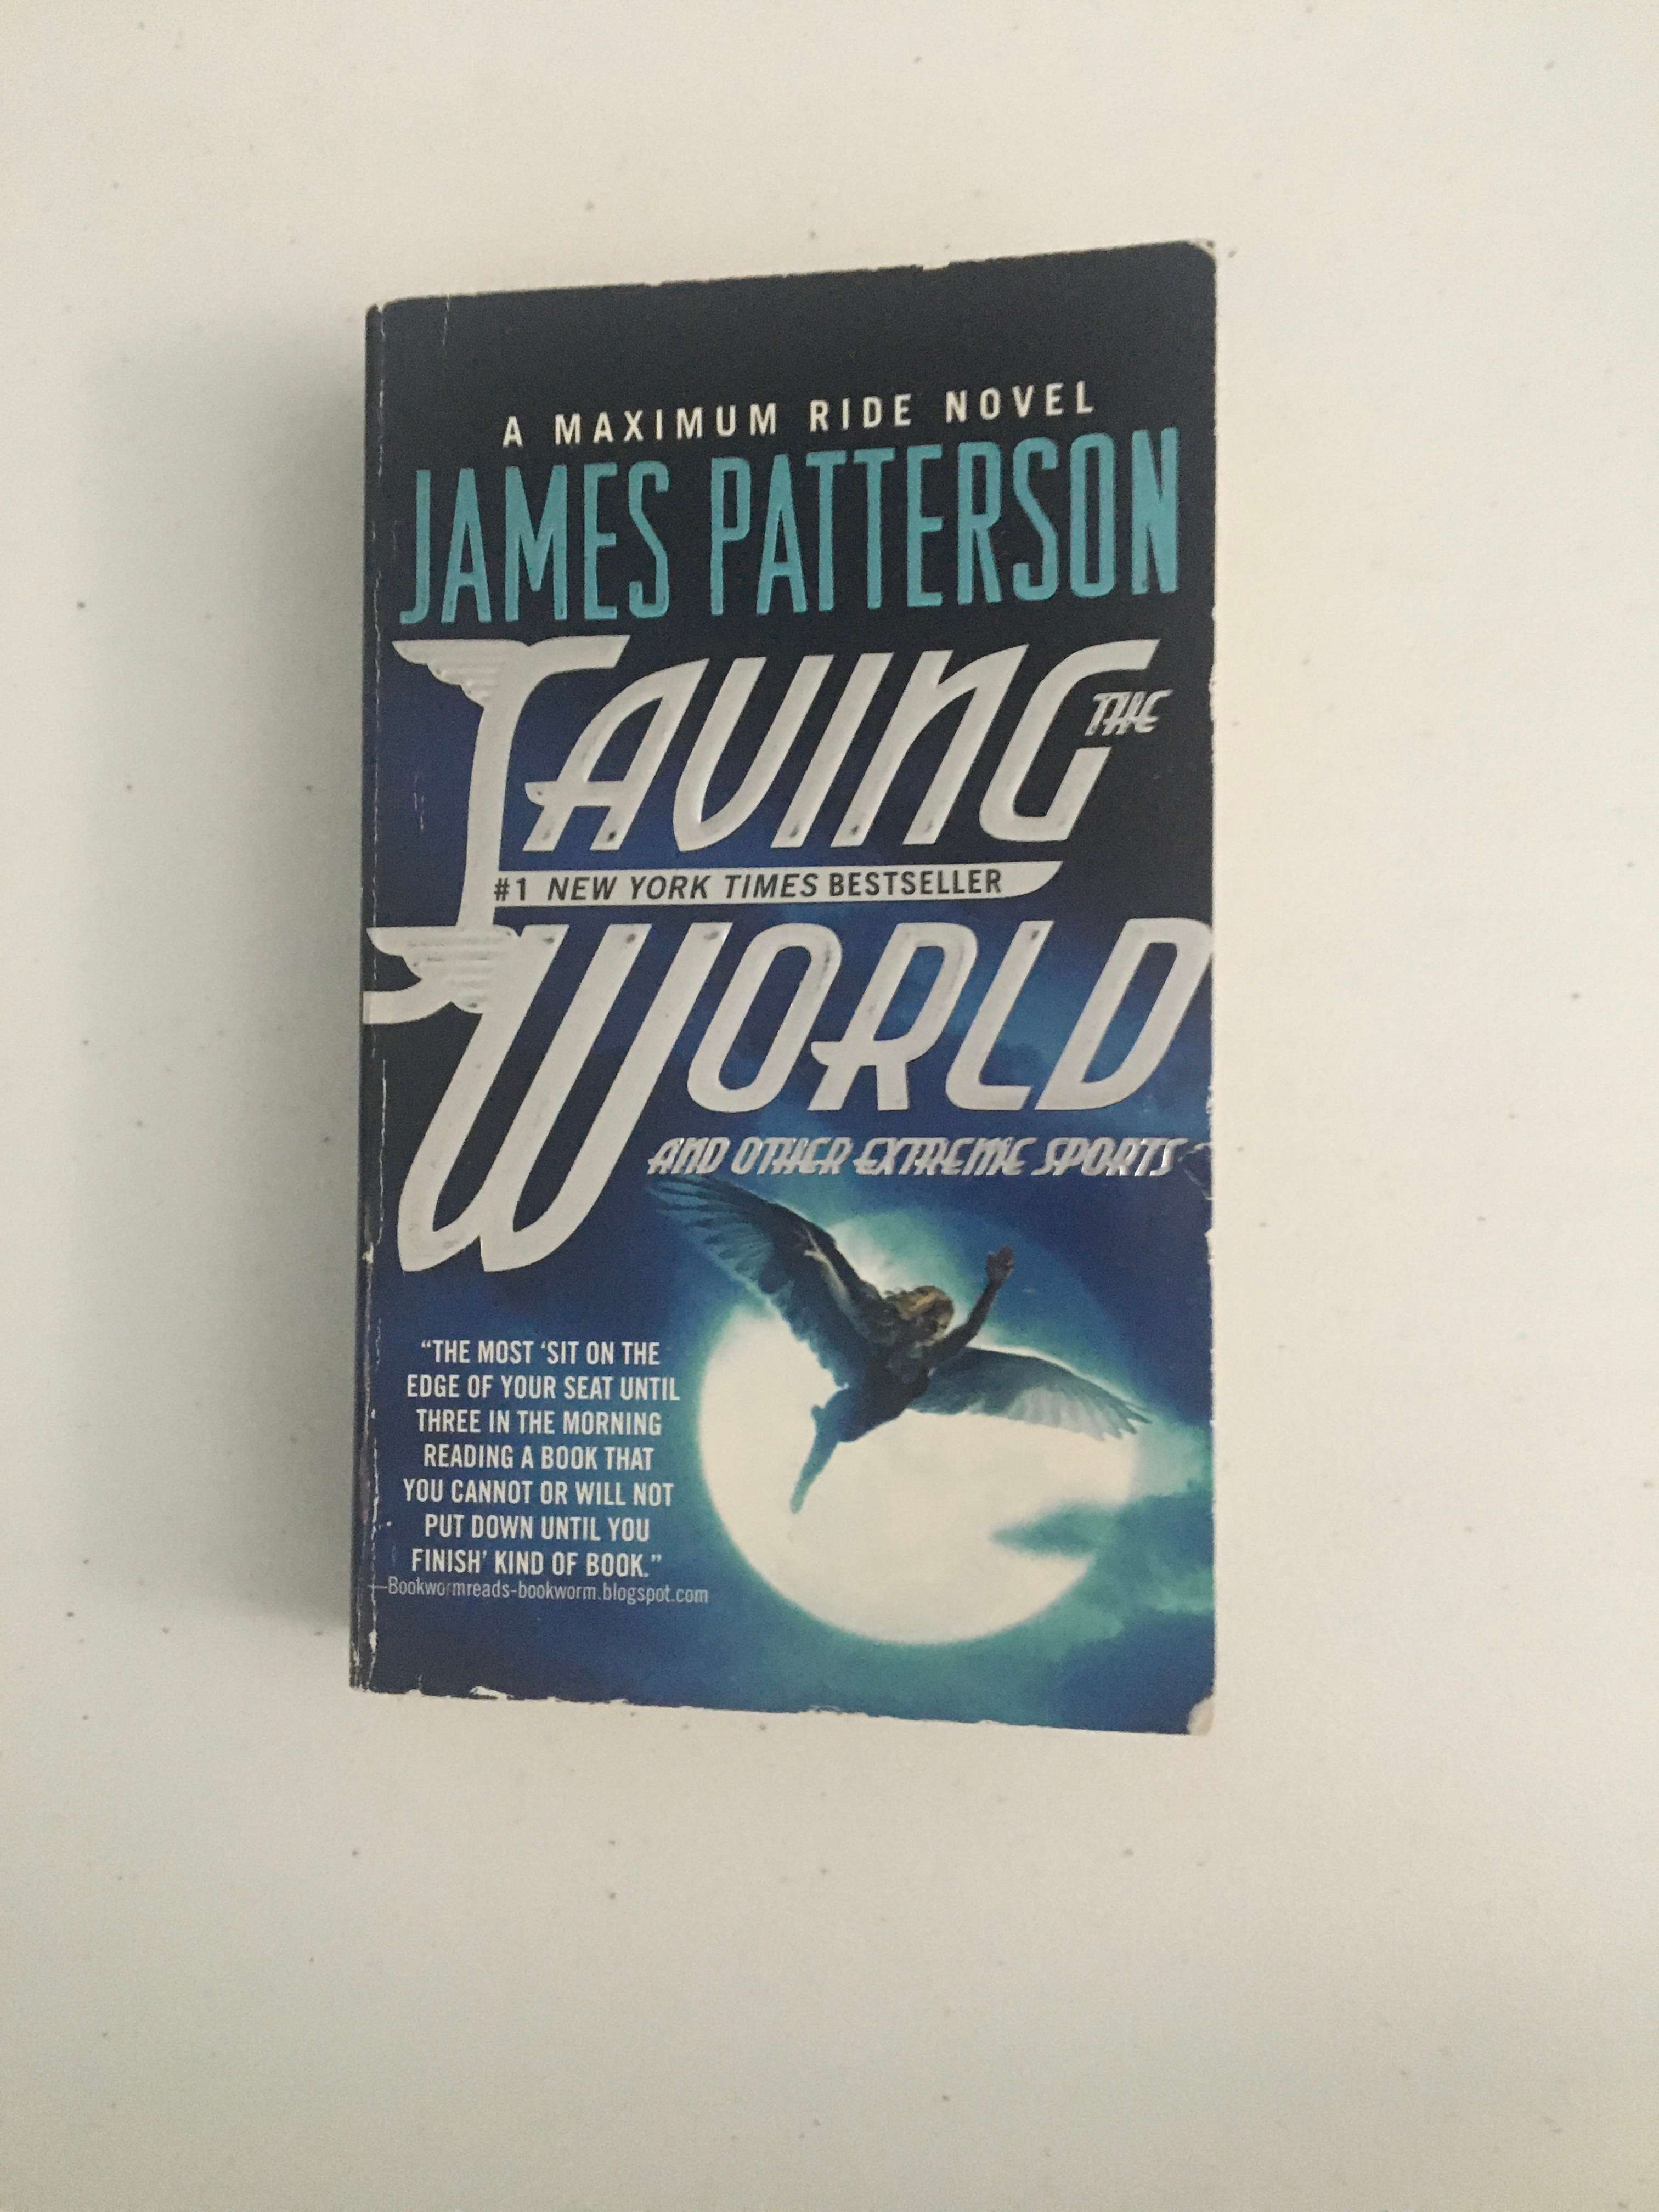 A MAXIMUM RIDE NOVEL
JAMES PATTERSON
SAVING THE
#1 NEW YORK TIMES BESTSELLER
WORLD
AND OTHER EXTREME SPORTS
“THE MOST ‘SIT ON THE
EDGE OF YOUR SEAT UNTIL
THREE IN THE MORNING
READING A BOOK THAT
YOU CANNOT OR WILL NOT
PUT DOWN UNTIL YOU
FINISH’ KIND OF BOOK.”
—Bookwormreads-bookworm.blogspot.com